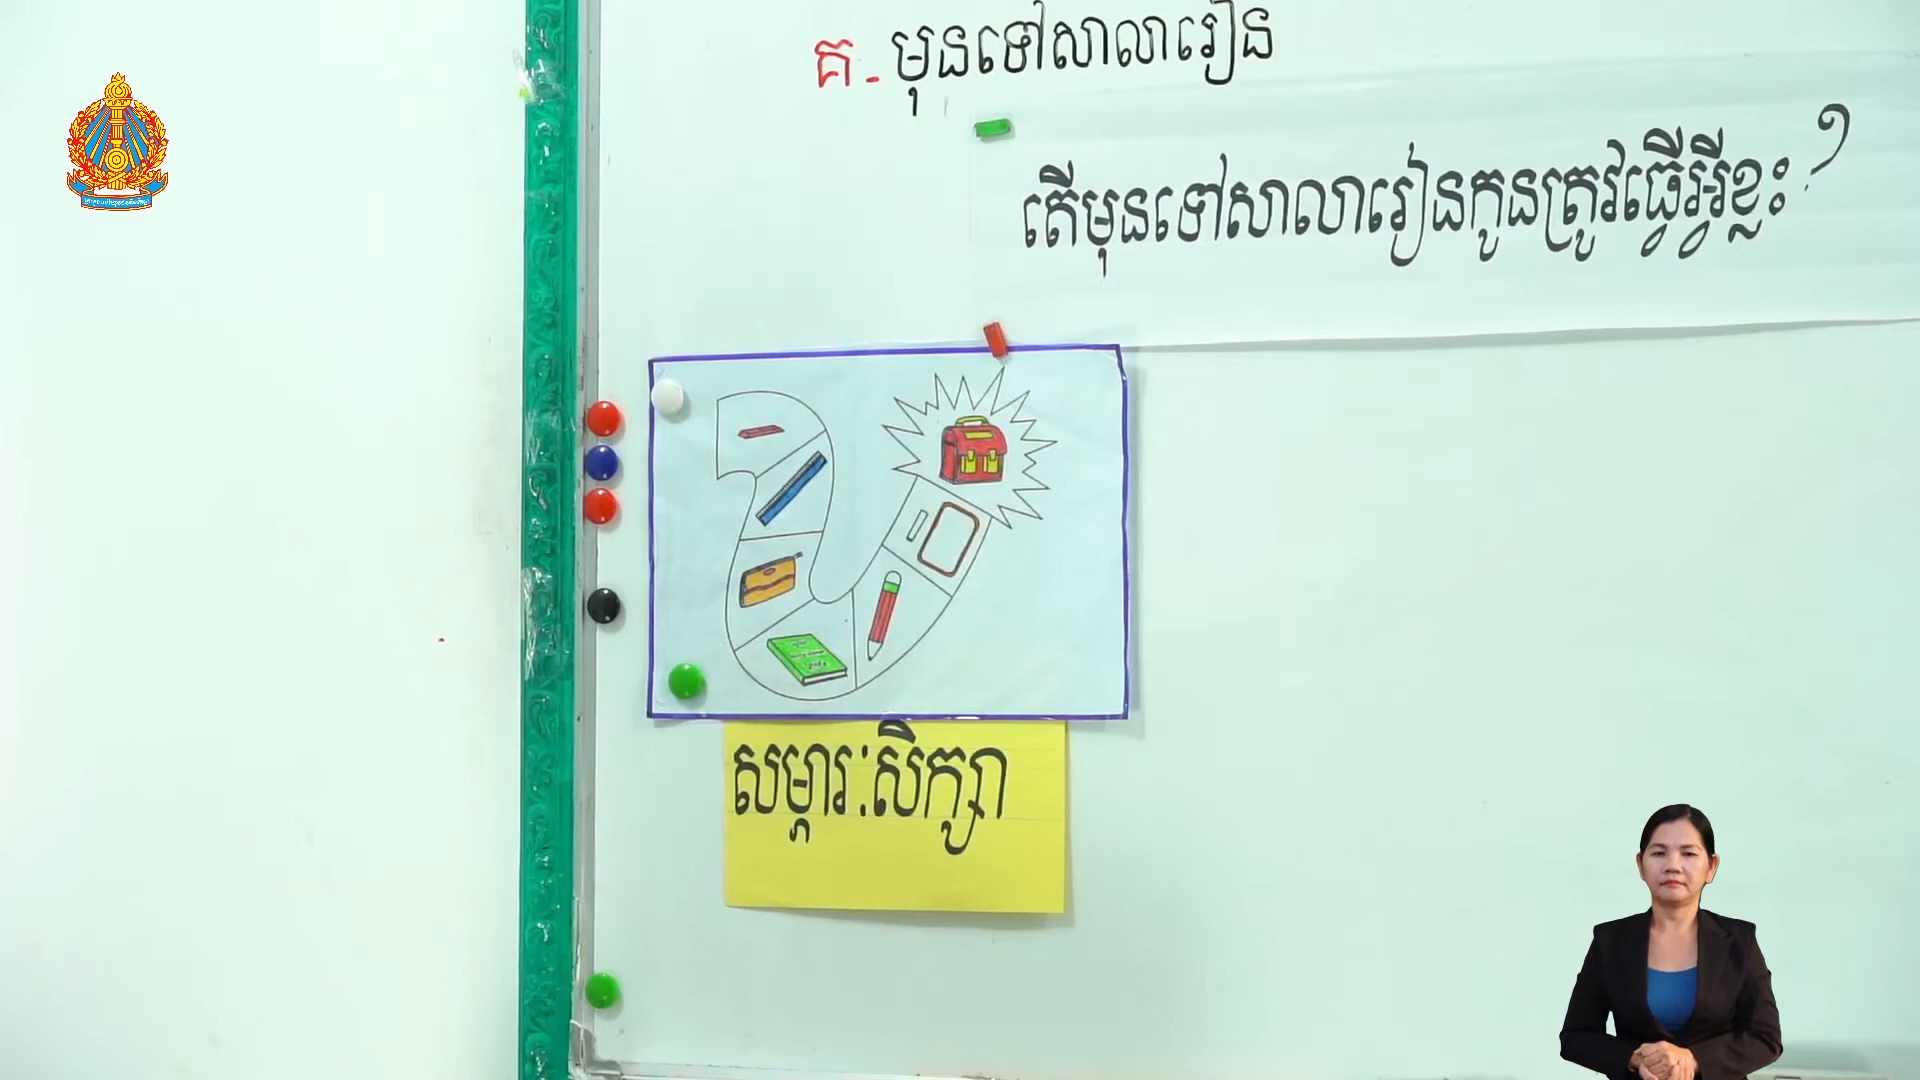 គ - មុនទៅសាលារៀន
តើមុនទៅសាលារៀនកូនត្រូវធ្វើអ្វីខ្លះ?
សម្ភារៈសិក្សា